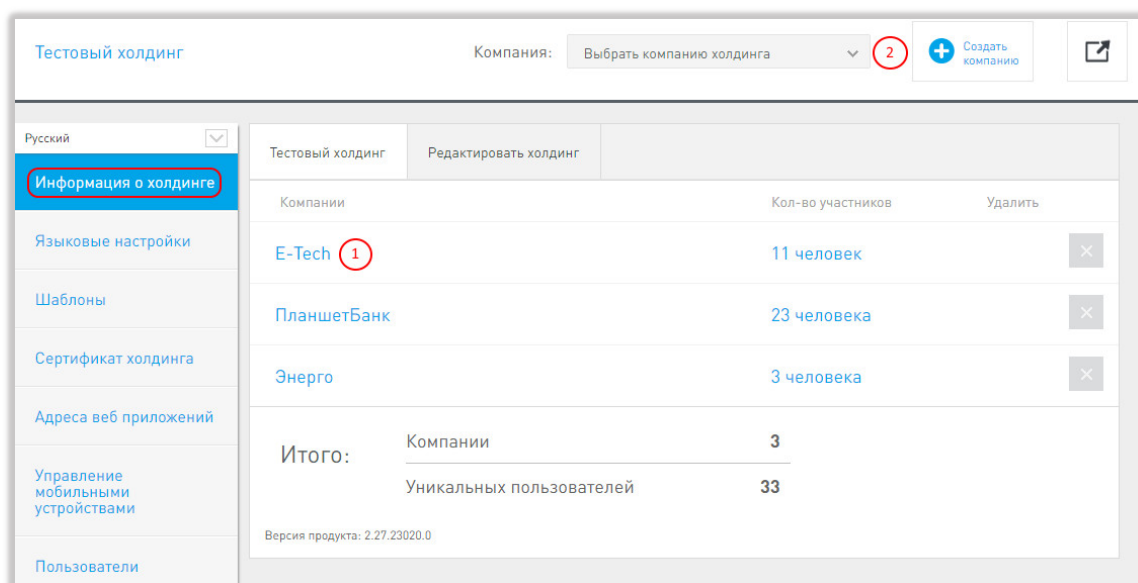 Тестовый холдинг Компания: Выбрать компанию холдинга 2 Создать
компанию
Русский
Информация о холдинге
Языковые настройки
Шаблоны
Сертификат холдинга
Адреса веб приложений
Управление
мобильными
устройствами
Пользователи
Тестовый холдинг Редактировать холдинг
Компании Кол-во участников Удалить
E-Tech 1 11 человек
ПланшетБанк 23 человека
Энерго 3 человека
Итого:
Компании 3
Уникальных пользователей 33
Версия продукта: 2.27.23020.0